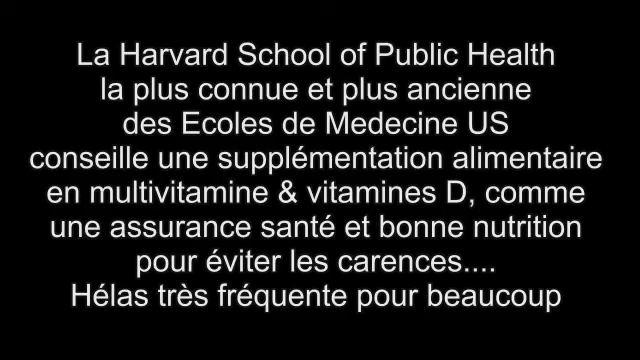 La Harvard School of Public Health
la plus connue et plus ancienne
des Ecoles de Medecine US
conseille une supplémentation alimentaire
en multivitamine & vitamines D, comme
une assurance santé et bonne nutrition
pour éviter les carences....
Hélas très fréquente pour beaucoup